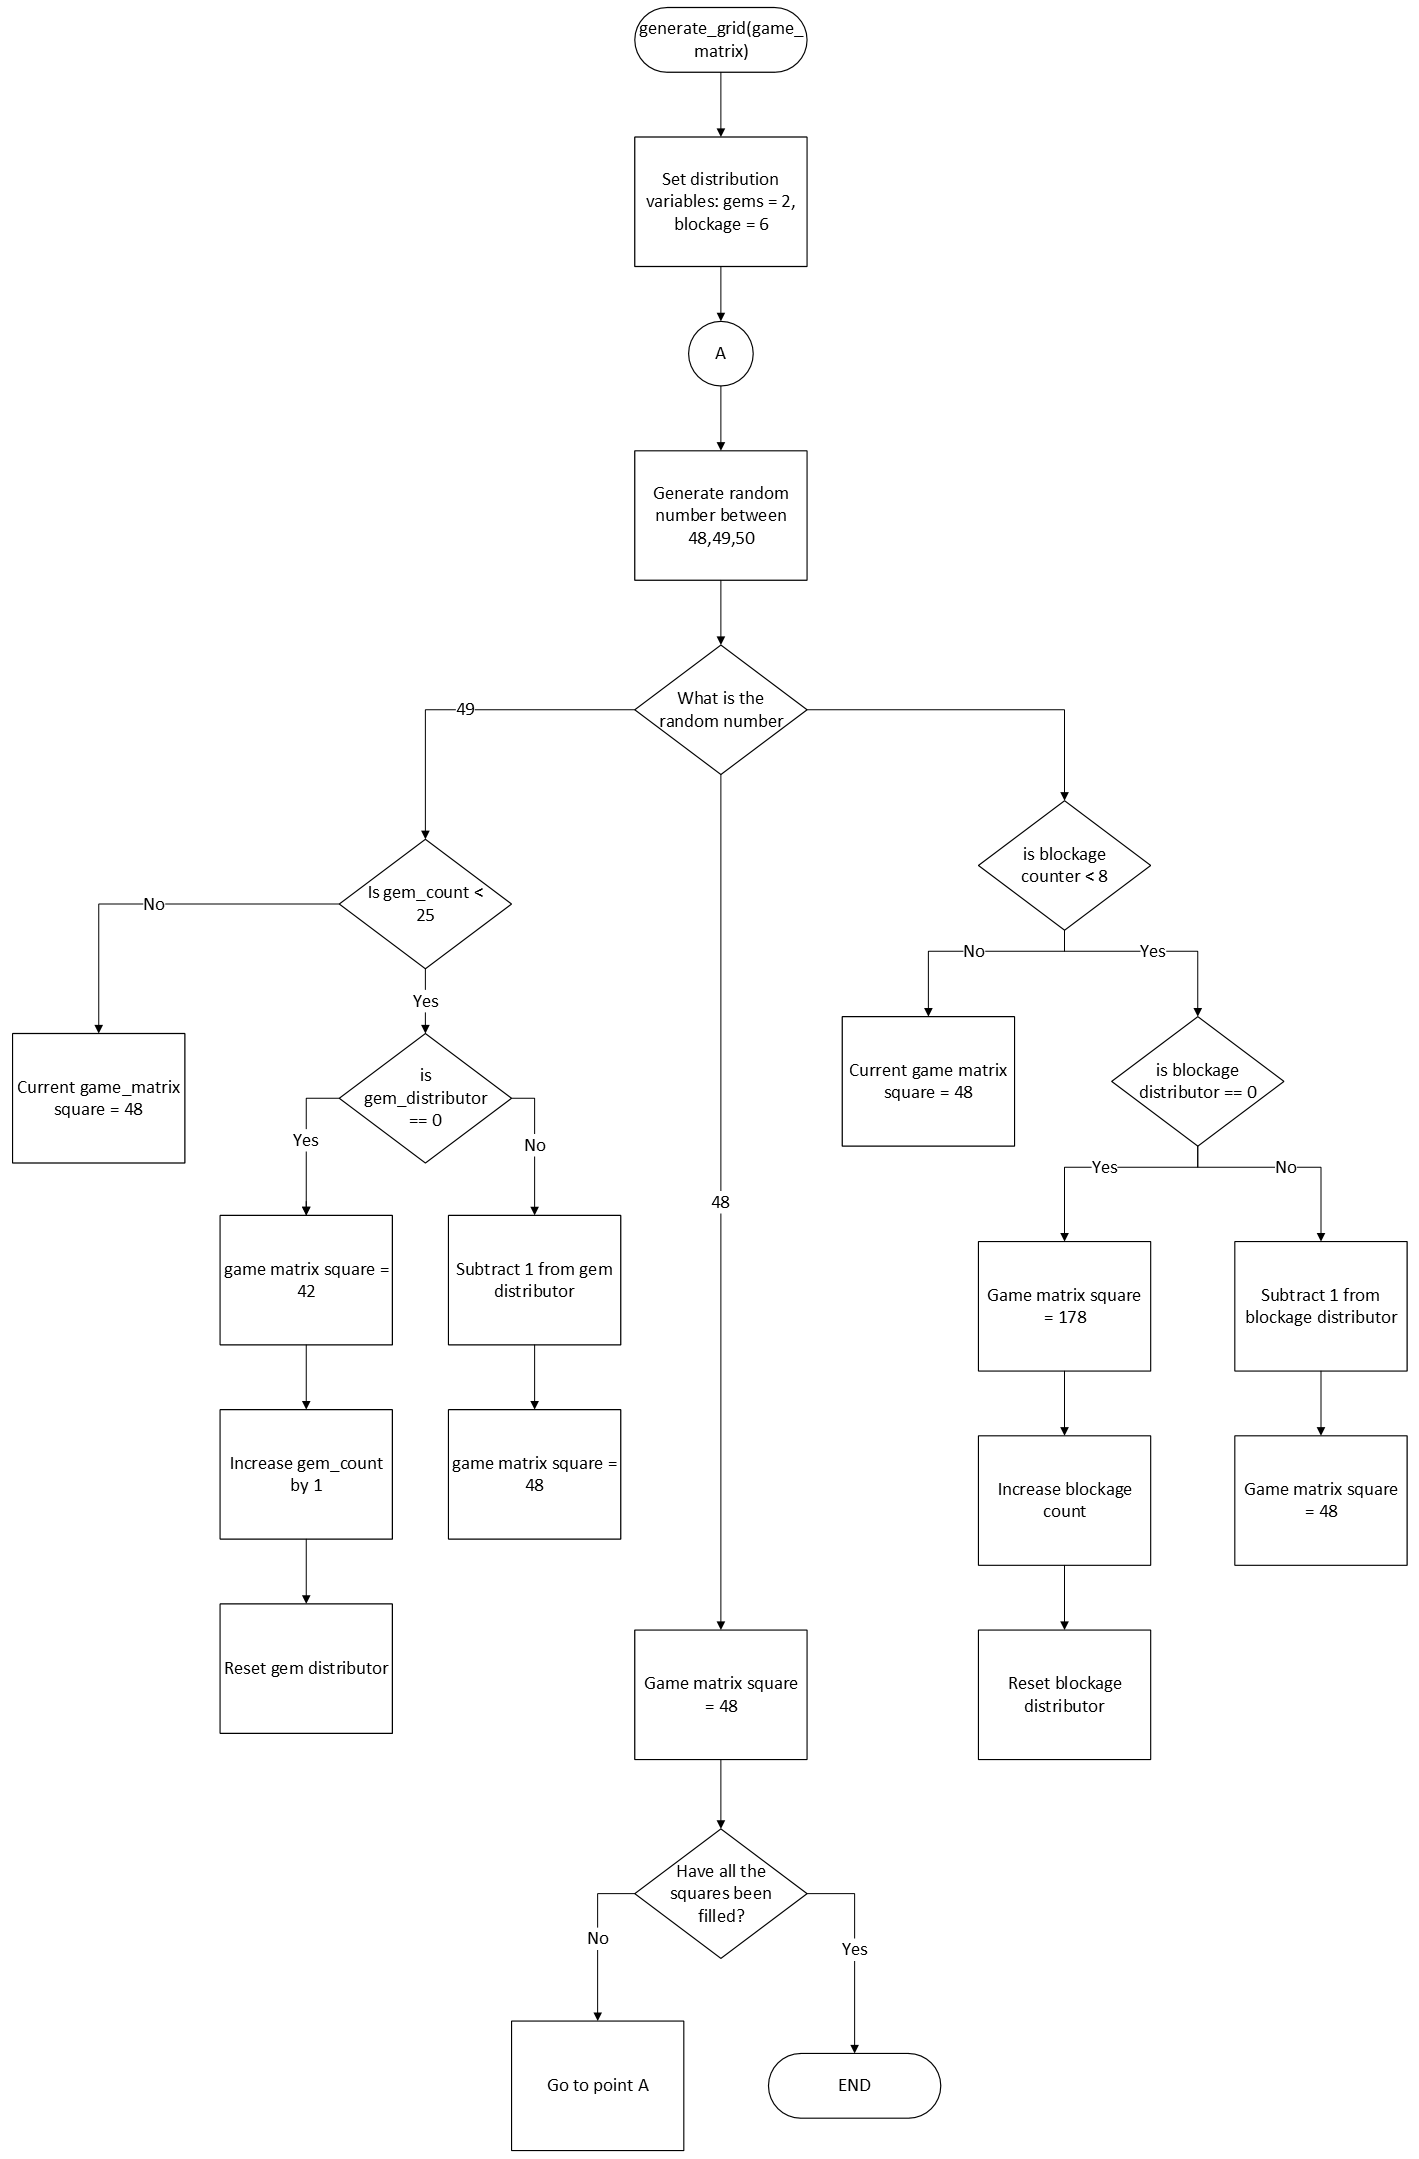 generate_grid(game_
matrix)
Set distribution
variables: gems = 2,
blockage = 6
A
Generate random
number between
48,49,50
What is the
random number
49
is blockage
counter < 8
Is gem_count <
25
No
Yes
No
Yes
Current game_matrix
square = 48
is
gem_distributor
== 0
Yes
No
Current game matrix
square = 48
is blockage
distributor == 0
Yes
No
48
game matrix square =
42
Subtract 1 from gem
distributor
Game matrix square
= 178
Subtract 1 from
blockage distributor
Increase gem_count
by 1
game matrix square =
48
Increase blockage
count
Game matrix square
= 48
Reset gem distributor
Game matrix square
= 48
Reset blockage
distributor
Have all the
squares been
filled?
No
Yes
Go to point A
END